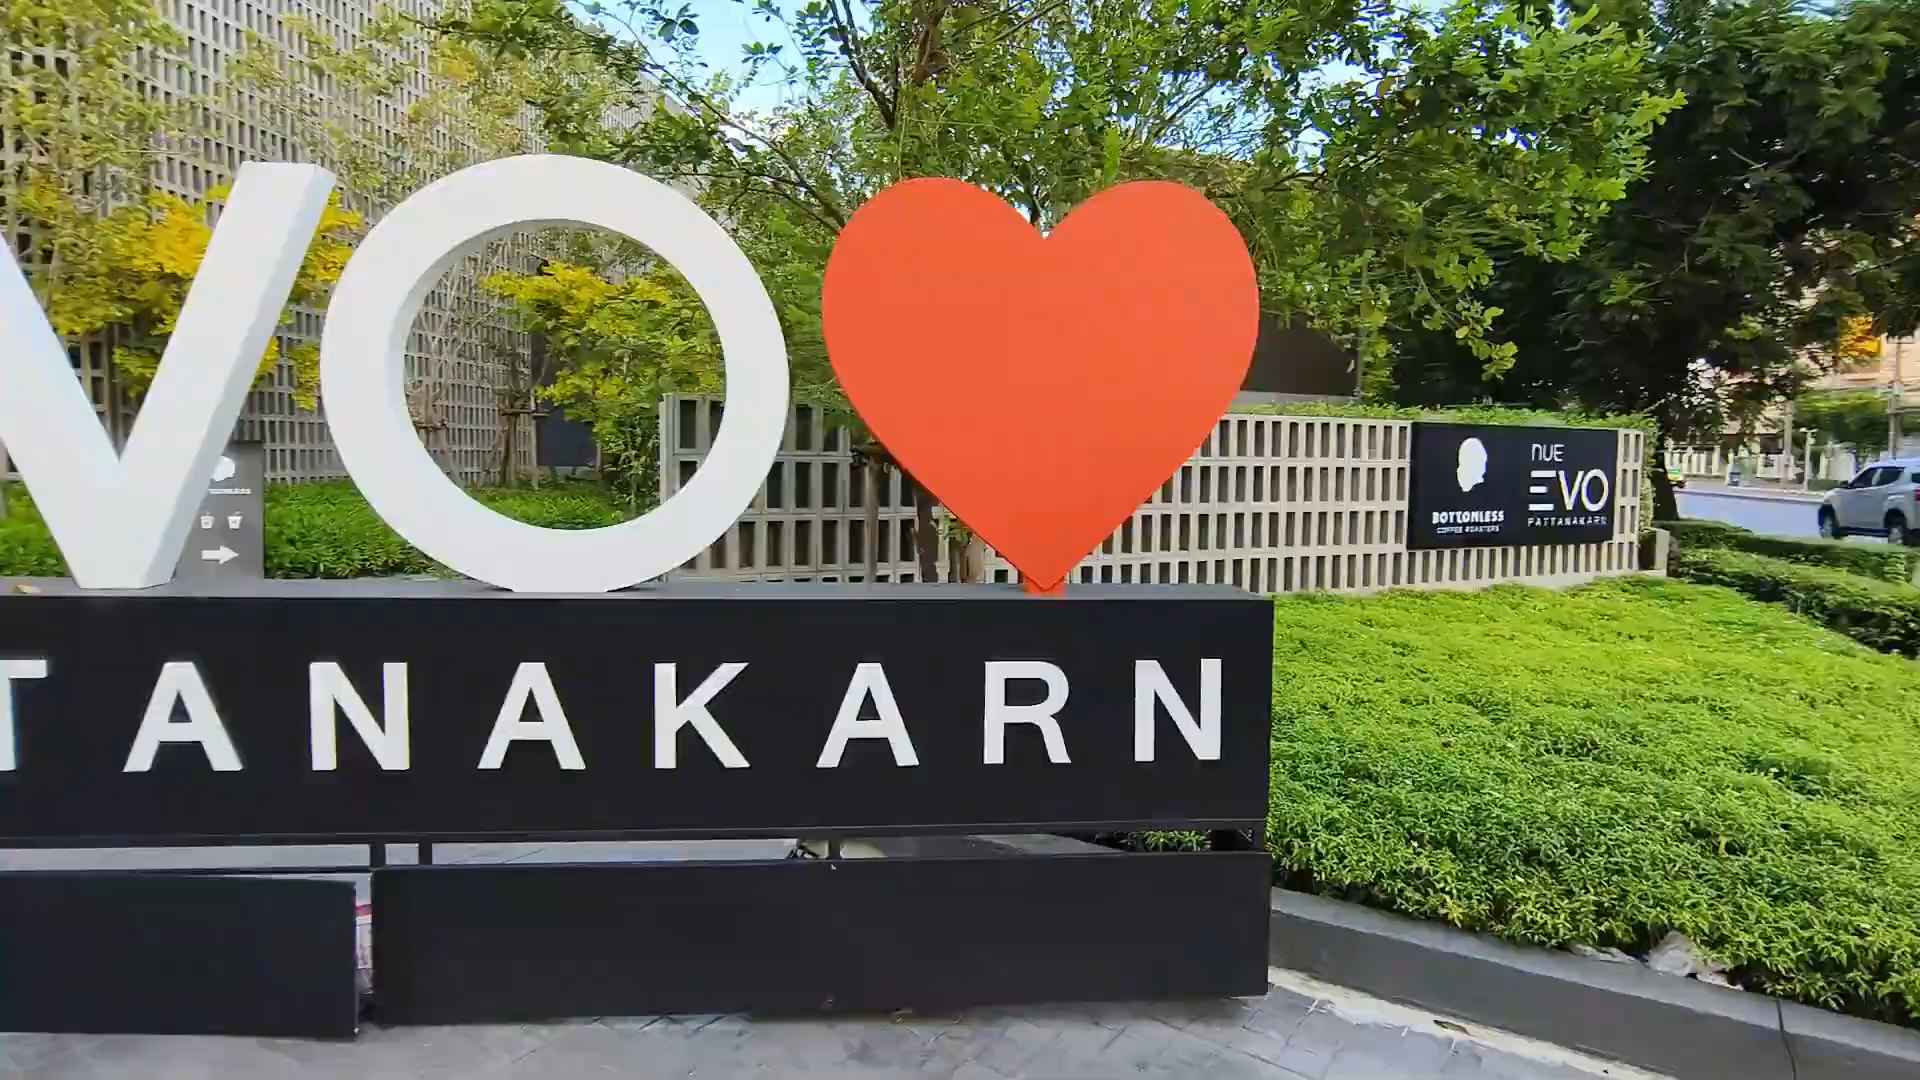 VO
TANAKARN
BOTTOMLESS
COFFEE ROASTERS
NUE
EVO
PATTANAKARN